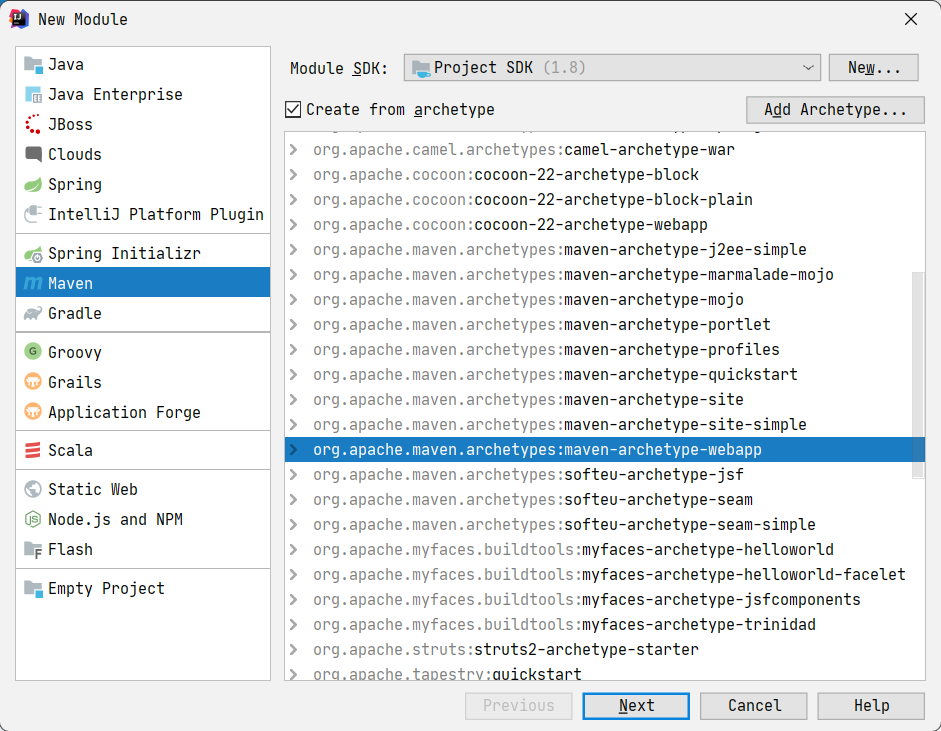 New Module
Java
Java Enterprise
JBoss
Clouds
Spring
IntelliJ Platform Plugin
Spring Initializr
Maven
Gradle
Groovy
Grails
Application Forge
Scala
Static Web
Node.js and NPM
Flash
Empty Project
Module SDK: Project SDK (1.8) New...
Create from archetype Add Archetype...
org.apache.camel.archetypes:camel-archetype-war
org.apache.cocoon:cocoon-22-archetype-block
org.apache.cocoon:cocoon-22-archetype-block-plain
org.apache.cocoon:cocoon-22-archetype-webapp
org.apache.maven.archetypes:maven-archetype-j2ee-simple
org.apache.maven.archetypes:maven-archetype-marmalade-mojo
org.apache.maven.archetypes:maven-archetype-mojo
org.apache.maven.archetypes:maven-archetype-portlet
org.apache.maven.archetypes:maven-archetype-profiles
org.apache.maven.archetypes:maven-archetype-quickstart
org.apache.maven.archetypes:maven-archetype-site
org.apache.maven.archetypes:maven-archetype-site-simple
org.apache.maven.archetypes:maven-archetype-webapp
org.apache.maven.archetypes:softeu-archetype-jsf
org.apache.maven.archetypes:softeu-archetype-seam
org.apache.maven.archetypes:softeu-archetype-seam-simple
org.apache.myfaces.buildtools:myfaces-archetype-helloworld
org.apache.myfaces.buildtools:myfaces-archetype-helloworld-facelet
org.apache.myfaces.buildtools:myfaces-archetype-jsfcomponents
org.apache.myfaces.buildtools:myfaces-archetype-trinidad
org.apache.struts:struts2-archetype-starter
org.apache.tapestry:quickstart
Previous Next Cancel Help